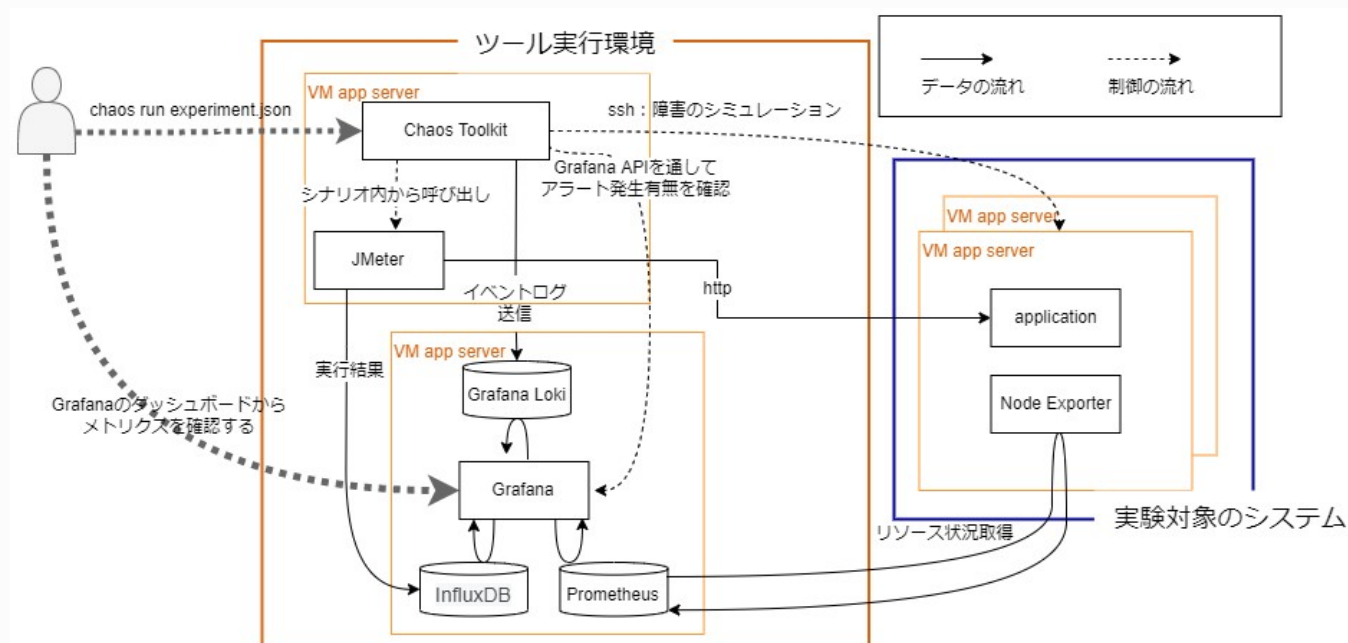 ツール実行環境
データの流れ
制御の流れ
VM app server
chaos run experiment.json
Chaos Toolkit
ssh：障害のシミュレーション
Grafana APIを通して
アラート発生有無を確認
シナリオ内から呼び出し
VM app server
VM app server
JMeter
イベントログ
送信
http
application
VM app server
実行結果
Grafana Loki
Node Exporter
Grafanaのダッシュボードから
メトリクスを確認する
Grafana
実験対象のシステム
リソース状況取得
InfluxDB
Prometheus